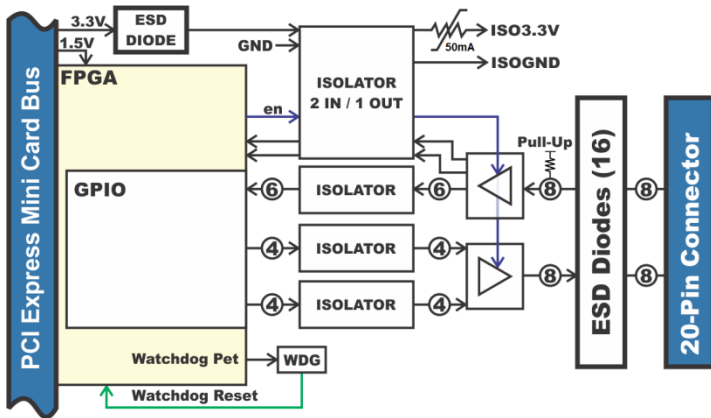 3.3V
ESD
DIODE
1.5V
GND
ISO3.3V
50mA
ISOGND
FPGA
ISOLATOR
2 IN / 1 OUT
en
Pull-Up
GPIO
6
ISOLATOR
6
8
8
4
ISOLATOR
4
4
ISOLATOR
4
8
8
Watchdog Pet
WDG
Watchdog Reset
PCI Express Mini Card Bus
ESD Diodes (16)
20-Pin Connector